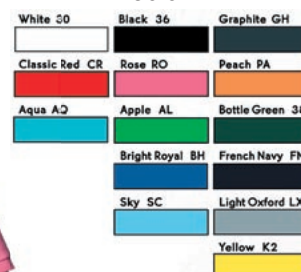 White 30 Black 36 Graphite GH
Classic Red CR Rose RO Peach PA
Aqua AQ Apple AL Bottle Green 38
Bright Royal BH French Navy FN
Sky SC Light Oxford LX
Yellow K2